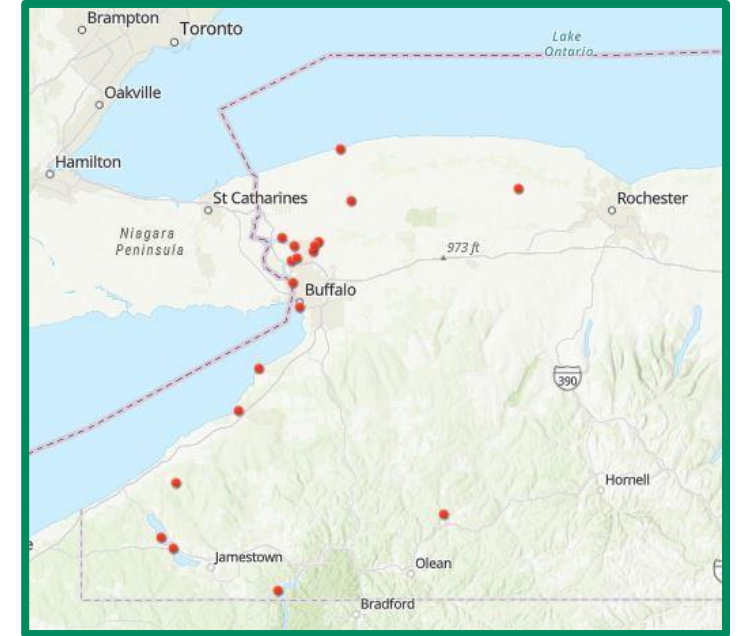 Brampton
Toronto
Lake
Ontario
Oakville
Hamilton
St Catharines
Rochester
Niagara
Peninsula
973 ft
Buffalo
390
Hornell
Jamestown
Olean
Bradford